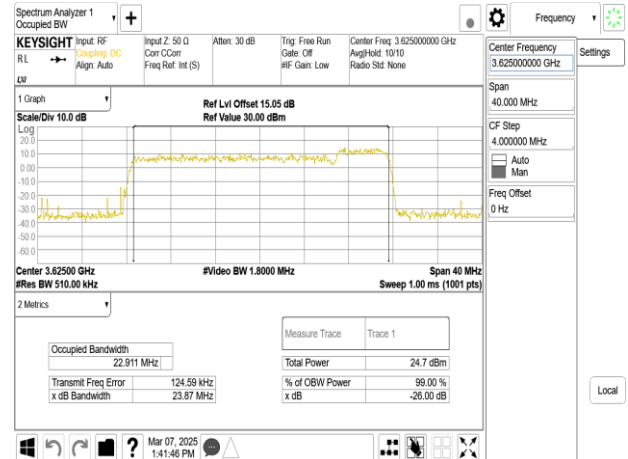 Spectrum Analyzer 1
Occupied BW
Frequency
KEYSIGHT
RL
LXI
Input: RF
Coupling: DC
Align: Auto
Input Z: 50 Ω
Corr CCorr
Freq Ref: Int (S)
Atten: 30 dB
Trig: Free Run
Gate: Off
#IF Gain: Low
Center Freq: 3.625000000 GHz
Avg|Hold: 10/10
Radio Std: None
Center Frequency
3.625000000 GHz
Settings
Span
40.000 MHz
CF Step
4.000000 MHz
Auto
Man
Freq Offset
0 Hz
Local
1 Graph
Ref Lvl Offset 15.05 dB
Scale/Div 10.0 dB
Ref Value 30.00 dBm
Log
20.0
10.0
0.00
-10.0
-20.0
-30.0
-40.0
-50.0
-60.0
Center 3.62500 GHz
#Video BW 1.8000 MHz
Span 40 MHz
#Res BW 510.00 kHz
Sweep 1.00 ms (1001 pts)
2 Metrics
Measure Trace Trace 1
Occupied Bandwidth
22.911 MHz
Total Power 24.7 dBm
Transmit Freq Error 124.59 kHz
% of OBW Power 99.00 %
x dB Bandwidth 23.87 MHz
x dB -26.00 dB
?
Mar 07, 2025
1:41:46 PM